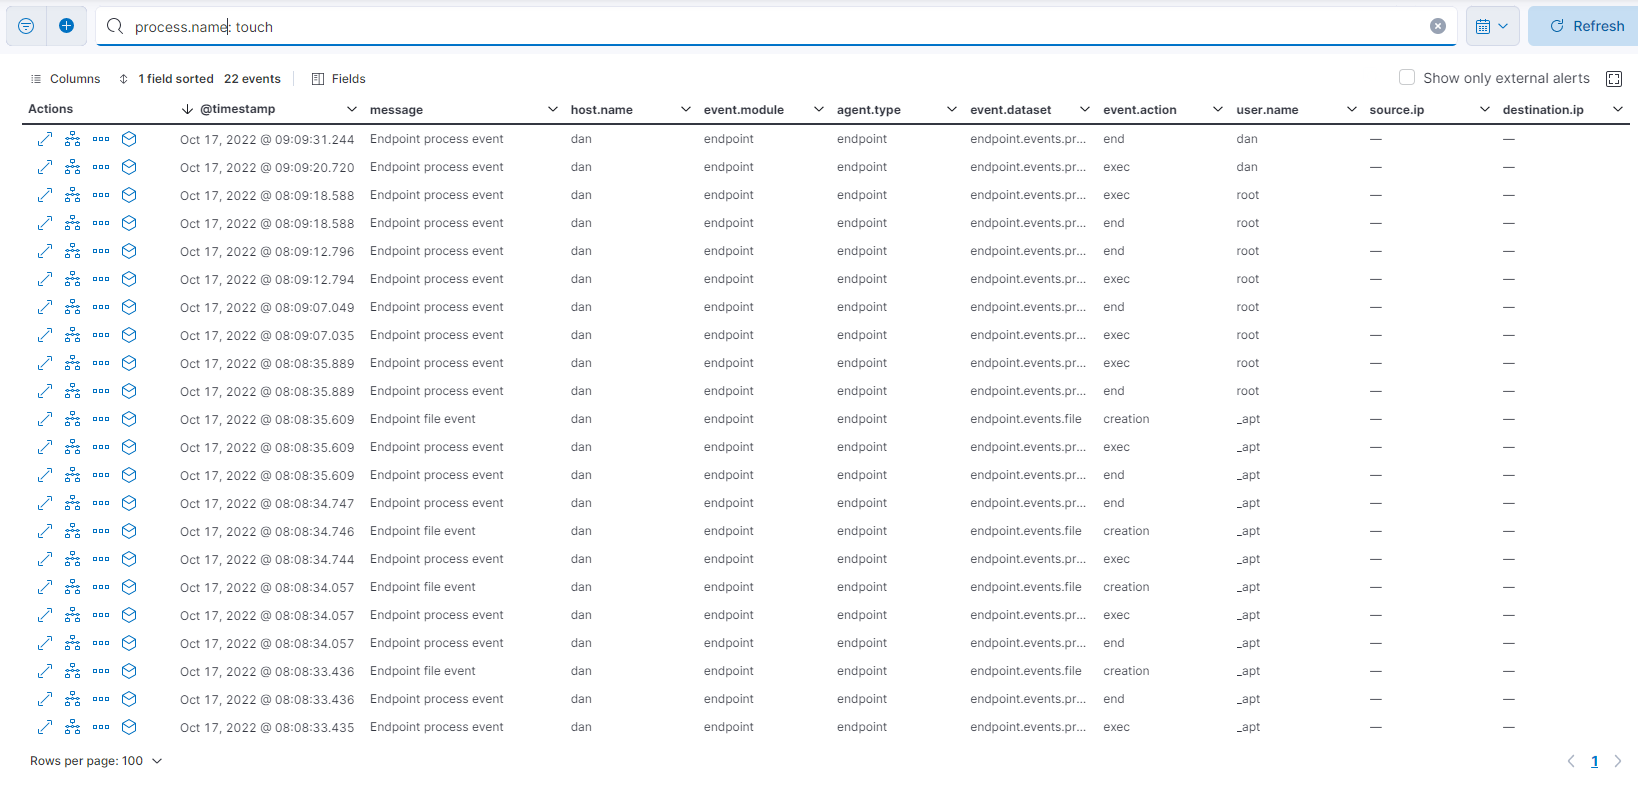 process.name: touch
Refresh
Columns 1 field sorted 22 events Fields Show only external alerts
Actions @timestamp message host.name event.module agent.type event.dataset event.action user.name source.ip destination.ip
Oct 17, 2022 @ 09:09:31.244 Endpoint process event dan endpoint endpoint endpoint.events.pr... end dan — —
Oct 17, 2022 @ 09:09:20.720 Endpoint process event dan endpoint endpoint endpoint.events.pr... exec dan — —
Oct 17, 2022 @ 08:09:18.588 Endpoint process event dan endpoint endpoint endpoint.events.pr... exec root — —
Oct 17, 2022 @ 08:09:18.588 Endpoint process event dan endpoint endpoint endpoint.events.pr... end root — —
Oct 17, 2022 @ 08:09:12.796 Endpoint process event dan endpoint endpoint endpoint.events.pr... end root — —
Oct 17, 2022 @ 08:09:12.794 Endpoint process event dan endpoint endpoint endpoint.events.pr... exec root — —
Oct 17, 2022 @ 08:09:07.049 Endpoint process event dan endpoint endpoint endpoint.events.pr... end root — —
Oct 17, 2022 @ 08:09:07.035 Endpoint process event dan endpoint endpoint endpoint.events.pr... exec root — —
Oct 17, 2022 @ 08:08:35.889 Endpoint process event dan endpoint endpoint endpoint.events.pr... exec root — —
Oct 17, 2022 @ 08:08:35.889 Endpoint process event dan endpoint endpoint endpoint.events.pr... end root — —
Oct 17, 2022 @ 08:08:35.609 Endpoint file event dan endpoint endpoint endpoint.events.file creation _apt — —
Oct 17, 2022 @ 08:08:35.609 Endpoint process event dan endpoint endpoint endpoint.events.pr... exec _apt — —
Oct 17, 2022 @ 08:08:35.609 Endpoint process event dan endpoint endpoint endpoint.events.pr... end _apt — —
Oct 17, 2022 @ 08:08:34.747 Endpoint process event dan endpoint endpoint endpoint.events.pr... end _apt — —
Oct 17, 2022 @ 08:08:34.746 Endpoint file event dan endpoint endpoint endpoint.events.file creation _apt — —
Oct 17, 2022 @ 08:08:34.744 Endpoint process event dan endpoint endpoint endpoint.events.pr... exec _apt — —
Oct 17, 2022 @ 08:08:34.057 Endpoint file event dan endpoint endpoint endpoint.events.file creation _apt — —
Oct 17, 2022 @ 08:08:34.057 Endpoint process event dan endpoint endpoint endpoint.events.pr... exec _apt — —
Oct 17, 2022 @ 08:08:34.057 Endpoint process event dan endpoint endpoint endpoint.events.pr... end _apt — —
Oct 17, 2022 @ 08:08:33.436 Endpoint file event dan endpoint endpoint endpoint.events.file creation _apt — —
Oct 17, 2022 @ 08:08:33.436 Endpoint process event dan endpoint endpoint endpoint.events.pr... end _apt — —
Oct 17, 2022 @ 08:08:33.435 Endpoint process event dan endpoint endpoint endpoint.events.pr... exec _apt — —
Rows per page: 100 1